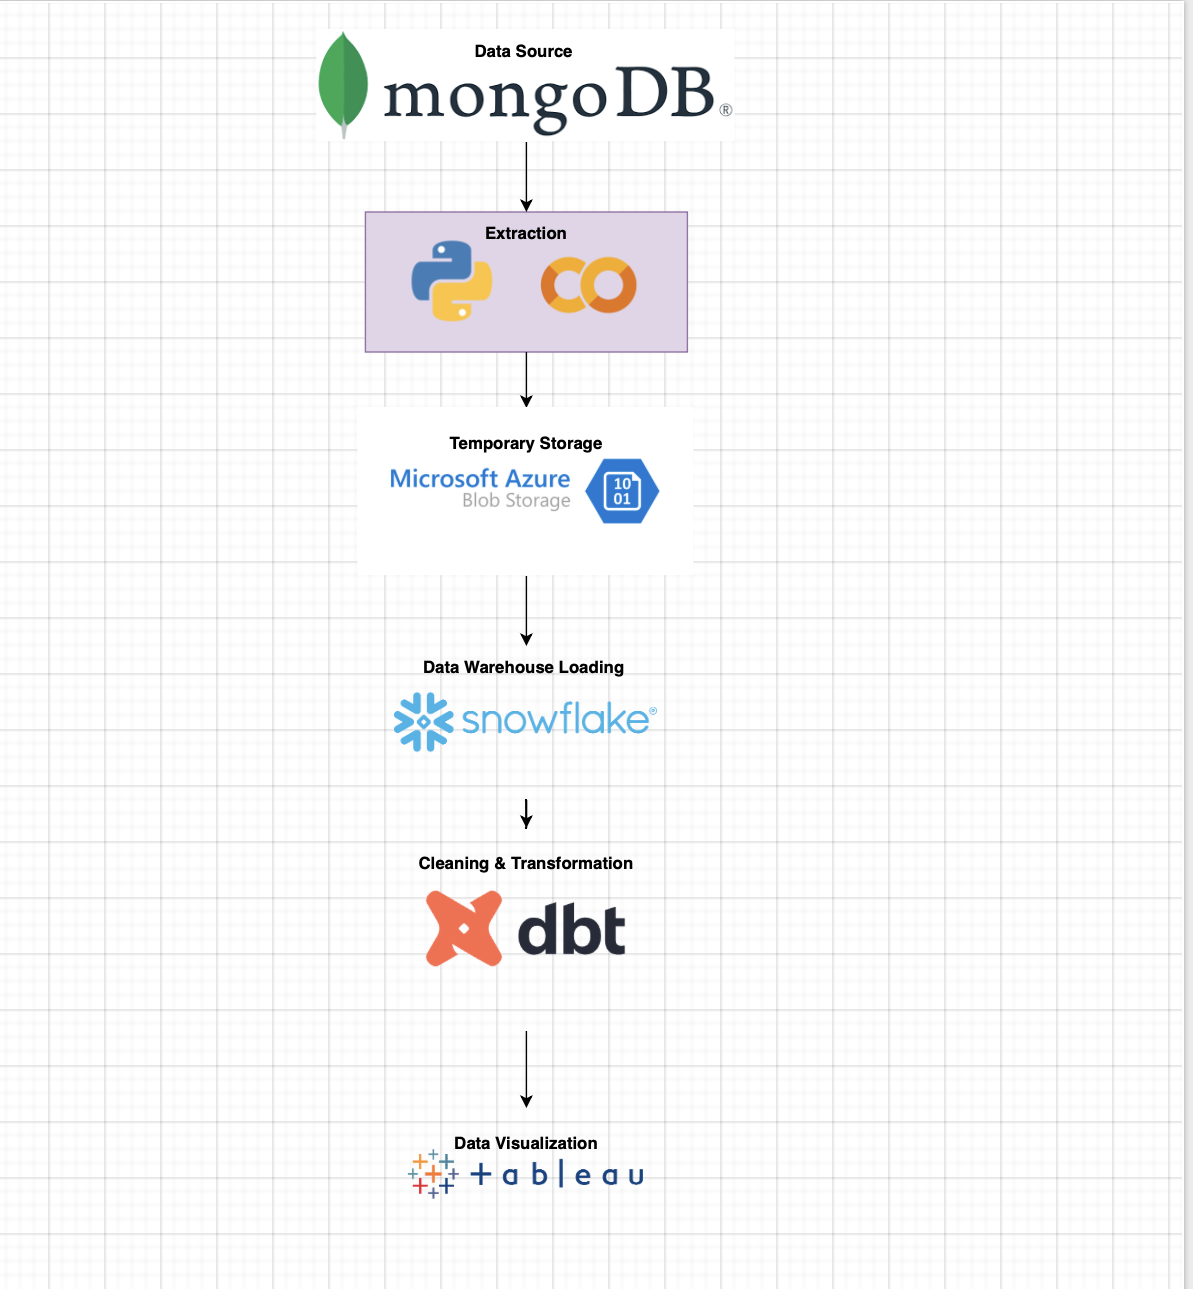 Data Source
mongoDB®
Extraction
Temporary Storage
Microsoft Azure
Blob Storage
10
01
Data Warehouse Loading
snowflake®
Cleaning & Transformation
dbt
Data Visualization
+ableau